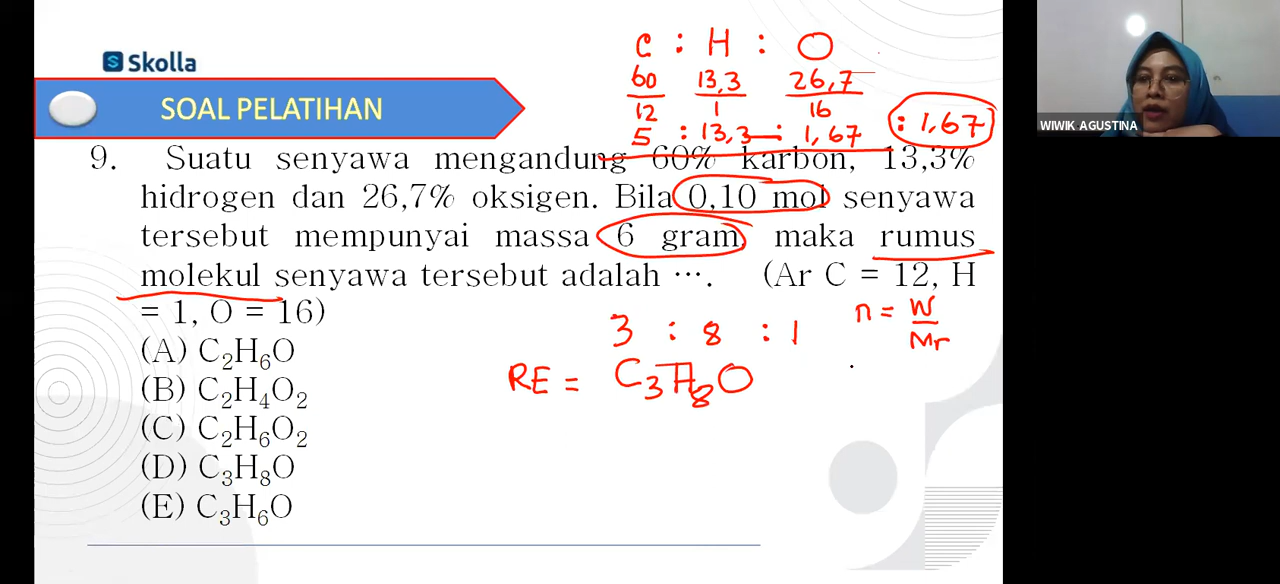 Skolla
SOAL PELATIHAN
C : H : O
60/12 13,3/1 26,7/16
5 : 13,3 : 1,67 : 1,67
WIWIK AGUSTINA
9. Suatu senyawa mengandung 60% karbon, 13,3%
hidrogen dan 26,7% oksigen. Bila 0,10 mol senyawa
tersebut mempunyai massa 6 gram, maka rumus
molekul senyawa tersebut adalah …. (Ar C = 12, H
= 1, O = 16)
n = W/Mr
3 : 8 : 1
RE = C₃H₈O
(A) C₂H₆O
(B) C₂H₄O₂
(C) C₂H₆O₂
(D) C₃H₈O
(E) C₃H₆O